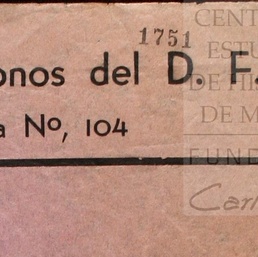 1751
onos del D. F.
a Nº, 104
CENT
ESTU
DE HI
DE M
FUND
Car